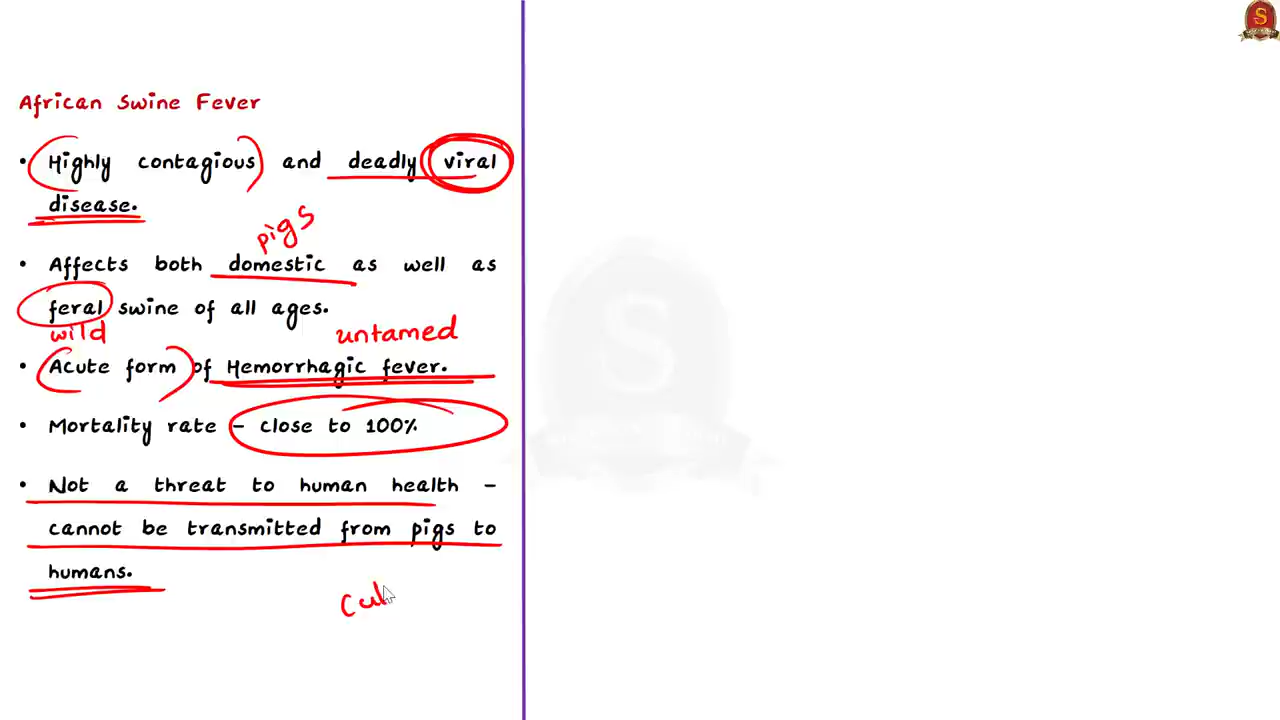 African Swine Fever
• Highly contagious and deadly viral
disease.
pigs
• Affects both domestic as well as
feral swine of all ages.
wild
untamed
• Acute form of Hemorrhagic fever.
• Mortality rate - close to 100%
• Not a threat to human health -
cannot be transmitted from pigs to
humans.
S
S